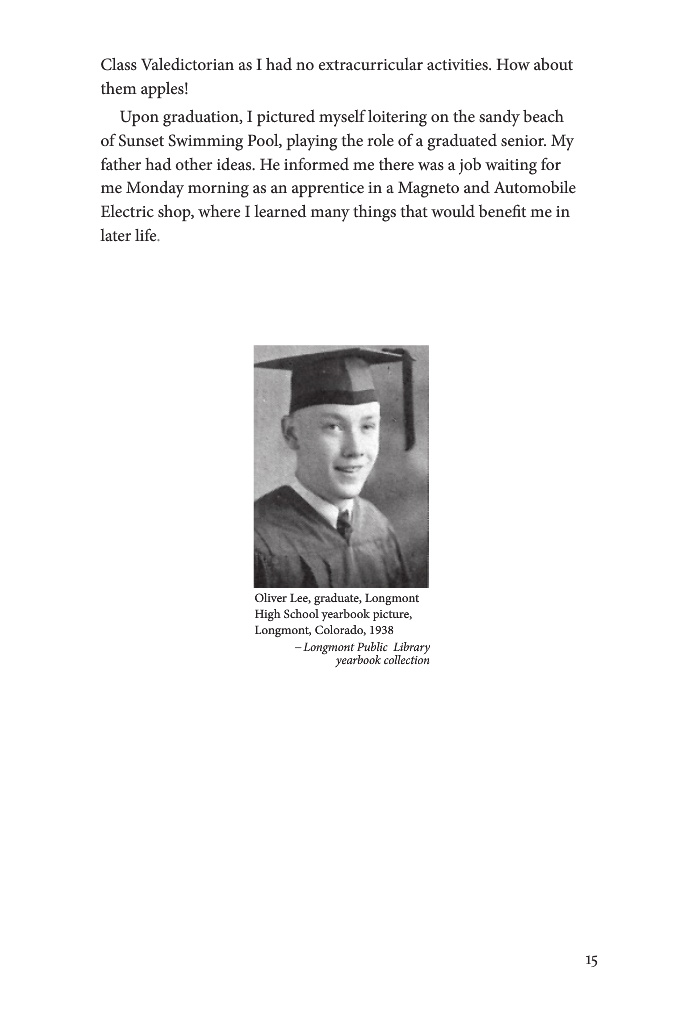 Class Valedictorian as I had no extracurricular activities. How about
them apples!
Upon graduation, I pictured myself loitering on the sandy beach
of Sunset Swimming Pool, playing the role of a graduated senior. My
father had other ideas. He informed me there was a job waiting for
me Monday morning as an apprentice in a Magneto and Automobile
Electric shop, where I learned many things that would benefit me in
later life.
Oliver Lee, graduate, Longmont
High School yearbook picture,
Longmont, Colorado, 1938
– Longmont Public Library
yearbook collection
15